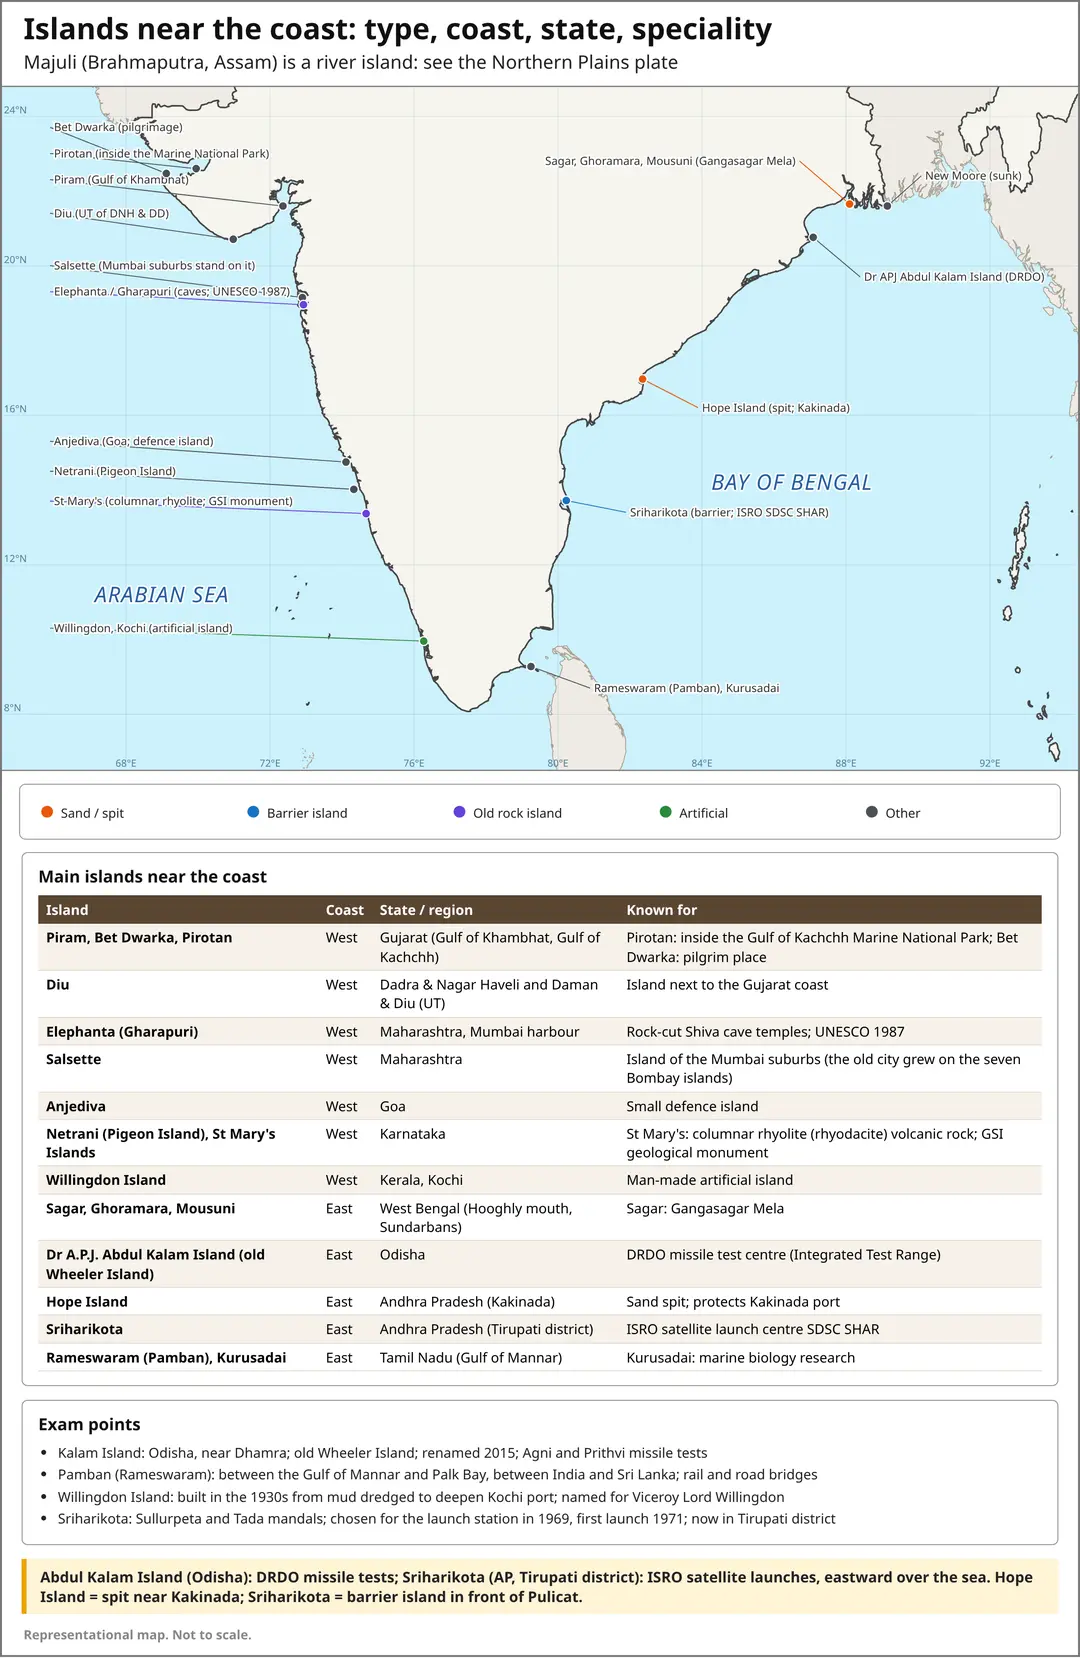 Islands near the coast: type, coast, state, speciality
Majuli (Brahmaputra, Assam) is a river island: see the Northern Plains plate
24°N
Bet Dwarka (pilgrimage)
Pirotan (inside the Marine National Park)
Piram (Gulf of Khambhat)
Diu (UT of DNH & DD)
Sagar, Ghoramara, Mousuni (Gangasagar Mela)
New Moore (sunk)
20°N
Salsette (Mumbai suburbs stand on it)
Elephanta / Gharapuri (caves; UNESCO 1987)
Dr APJ Abdul Kalam Island (DRDO)
16°N
Hope Island (spit; Kakinada)
Anjediva (Goa; defence island)
Netrani (Pigeon Island)
St Mary's (columnar rhyolite; GSI monument)
BAY OF BENGAL
Sriharikota (barrier; ISRO SDSC SHAR)
12°N
ARABIAN SEA
Willingdon, Kochi (artificial island)
Rameswaram (Pamban), Kurusadai
8°N
68°E 72°E 76°E 80°E 84°E 88°E 92°E
Sand / spit Barrier island Old rock island Artificial Other
Main islands near the coast
Island Coast State / region Known for
Piram, Bet Dwarka, Pirotan West Gujarat (Gulf of Khambhat, Gulf of Pirotan: inside the Gulf of Kachchh Marine National Park; Bet
Kachchh) Dwarka: pilgrim place
Diu West Dadra & Nagar Haveli and Daman Island next to the Gujarat coast
& Diu (UT)
Elephanta (Gharapuri) West Maharashtra, Mumbai harbour Rock-cut Shiva cave temples; UNESCO 1987
Salsette West Maharashtra Island of the Mumbai suburbs (the old city grew on the seven
Bombay islands)
Anjediva West Goa Small defence island
Netrani (Pigeon Island), St Mary's West Karnataka St Mary's: columnar rhyolite (rhyodacite) volcanic rock; GSI
Islands geological monument
Willingdon Island West Kerala, Kochi Man-made artificial island
Sagar, Ghoramara, Mousuni East West Bengal (Hooghly mouth, Sagar: Gangasagar Mela
Sundarbans)
Dr A.P.J. Abdul Kalam Island (old East Odisha DRDO missile test centre (Integrated Test Range)
Wheeler Island)
Hope Island East Andhra Pradesh (Kakinada) Sand spit; protects Kakinada port
Sriharikota East Andhra Pradesh (Tirupati district) ISRO satellite launch centre SDSC SHAR
Rameswaram (Pamban), Kurusadai East Tamil Nadu (Gulf of Mannar) Kurusadai: marine biology research
Exam points
• Kalam Island: Odisha, near Dhamra; old Wheeler Island; renamed 2015; Agni and Prithvi missile tests
• Pamban (Rameswaram): between the Gulf of Mannar and Palk Bay, between India and Sri Lanka; rail and road bridges
• Willingdon Island: built in the 1930s from mud dredged to deepen Kochi port; named for Viceroy Lord Willingdon
• Sriharikota: Sullurpeta and Tada mandals; chosen for the launch station in 1969, first launch 1971; now in Tirupati district
Abdul Kalam Island (Odisha): DRDO missile tests; Sriharikota (AP, Tirupati district): ISRO satellite launches, eastward over the sea. Hope
Island = spit near Kakinada; Sriharikota = barrier island in front of Pulicat.
Representational map. Not to scale.